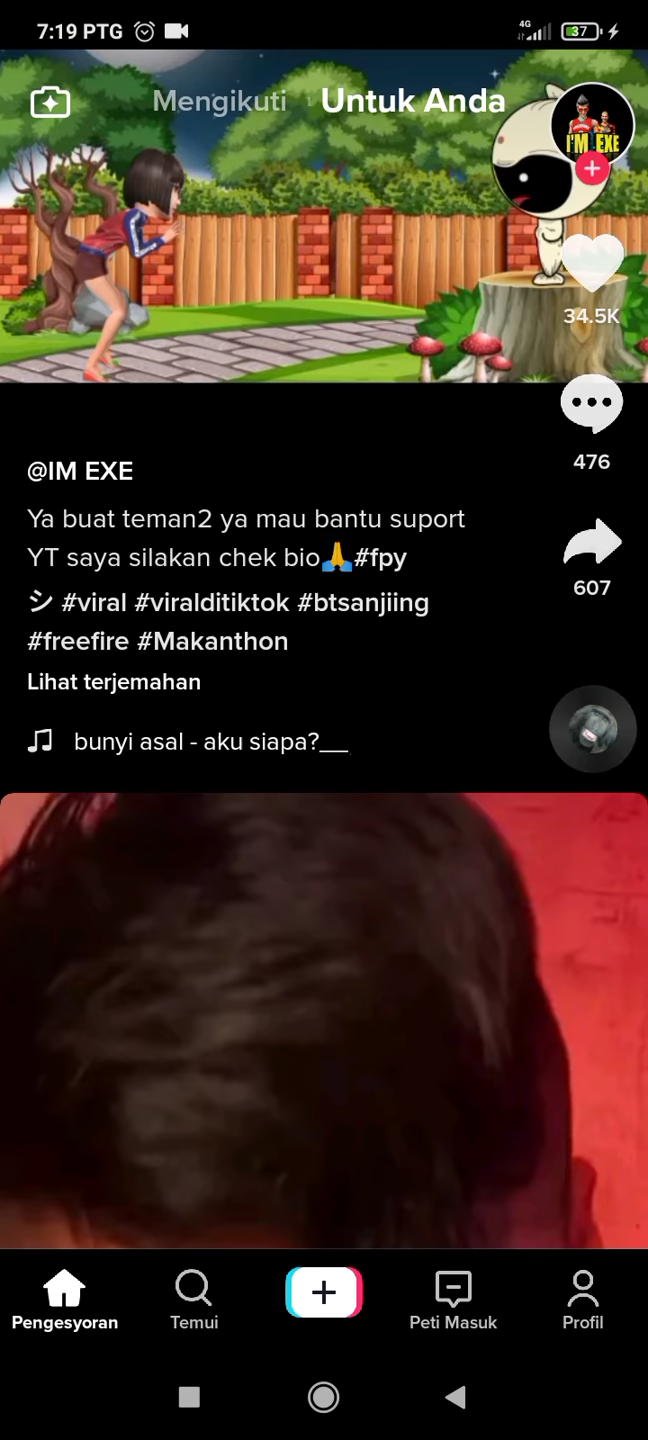 7:19 PTG
4G
37
Mengikuti
Untuk Anda
I'M EXE
34.5K
476
@IM EXE
Ya buat teman2 ya mau bantu suport
YT saya silakan chek bio🙏#fpy
シ #viral #viralditiktok #btsanjiing
#freefire #Makanthon
607
Lihat terjemahan
bunyi asal - aku siapa?__
Pengesyoran
Temui
Peti Masuk
Profil